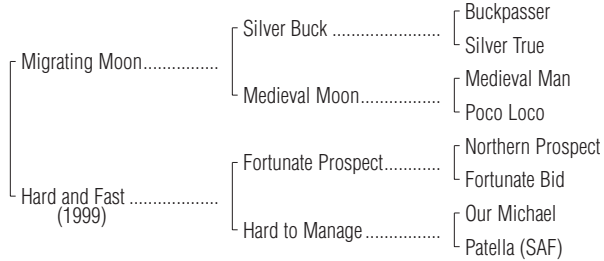 Buckpasser
Silver Buck ......................
Silver True
Migrating Moon................
Medieval Man
Medieval Moon.................
Poco Loco
Northern Prospect
Fortunate Prospect............
Fortunate Bid
Hard and Fast ...................
(1999)
Our Michael
Hard to Manage ................
Patella (SAF)